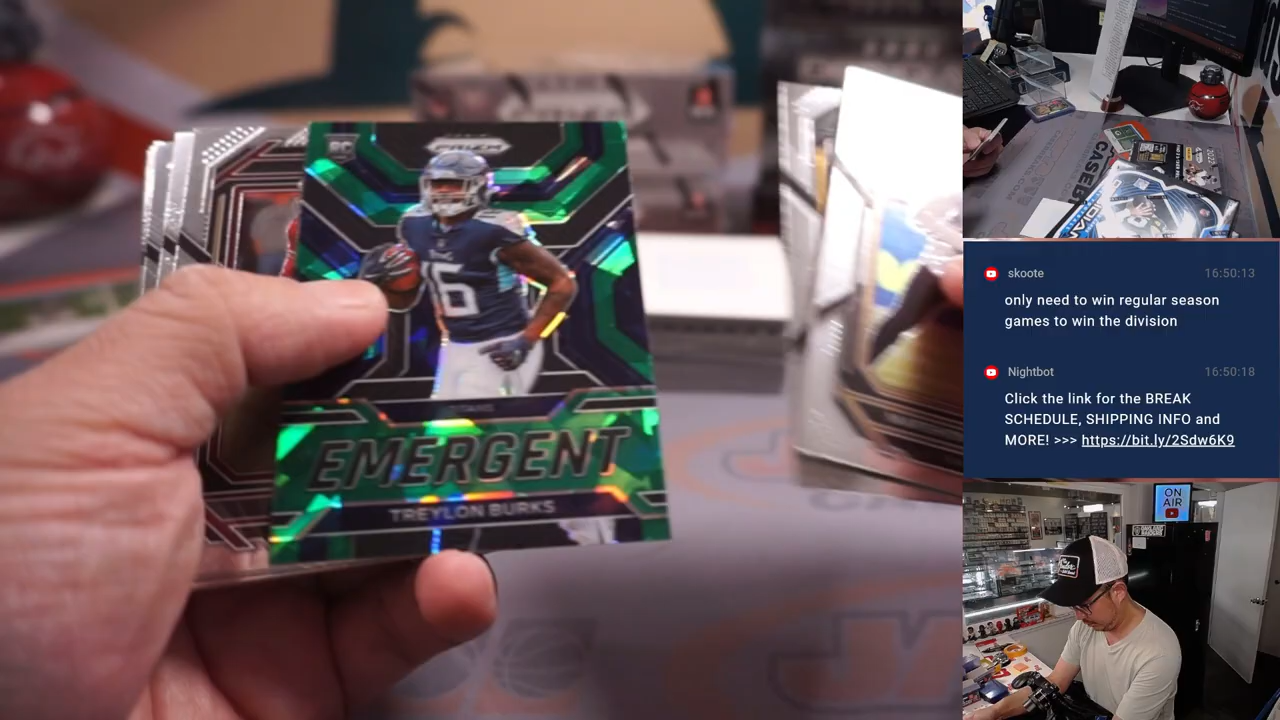 RC
PRIZM
16
TITANS
EMERGENT
TREYLON BURKS
skoote
16:50:13
only need to win regular season
games to win the division
Nightbot
16:50:18
Click the link for the BREAK
SCHEDULE, SHIPPING INFO and
MORE! >>> https://bit.ly/2Sdw6K9
ON
AIR